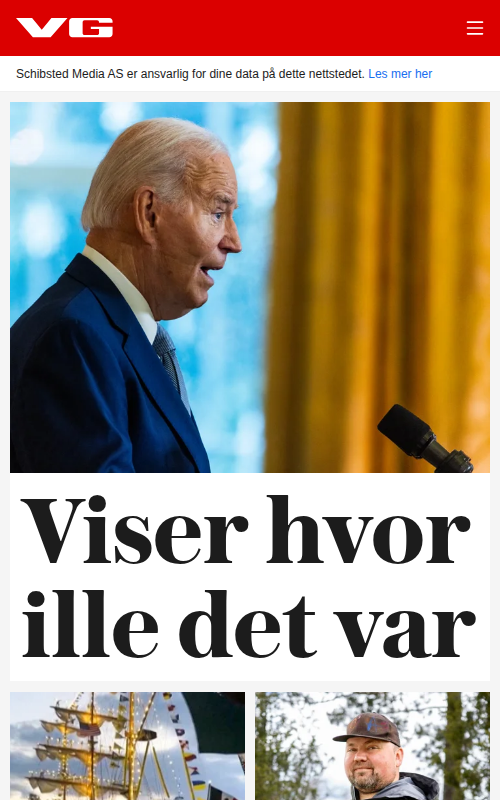 VG
Schibsted Media AS er ansvarlig for dine data på dette nettstedet. Les mer her
Viser hvor
ille det var